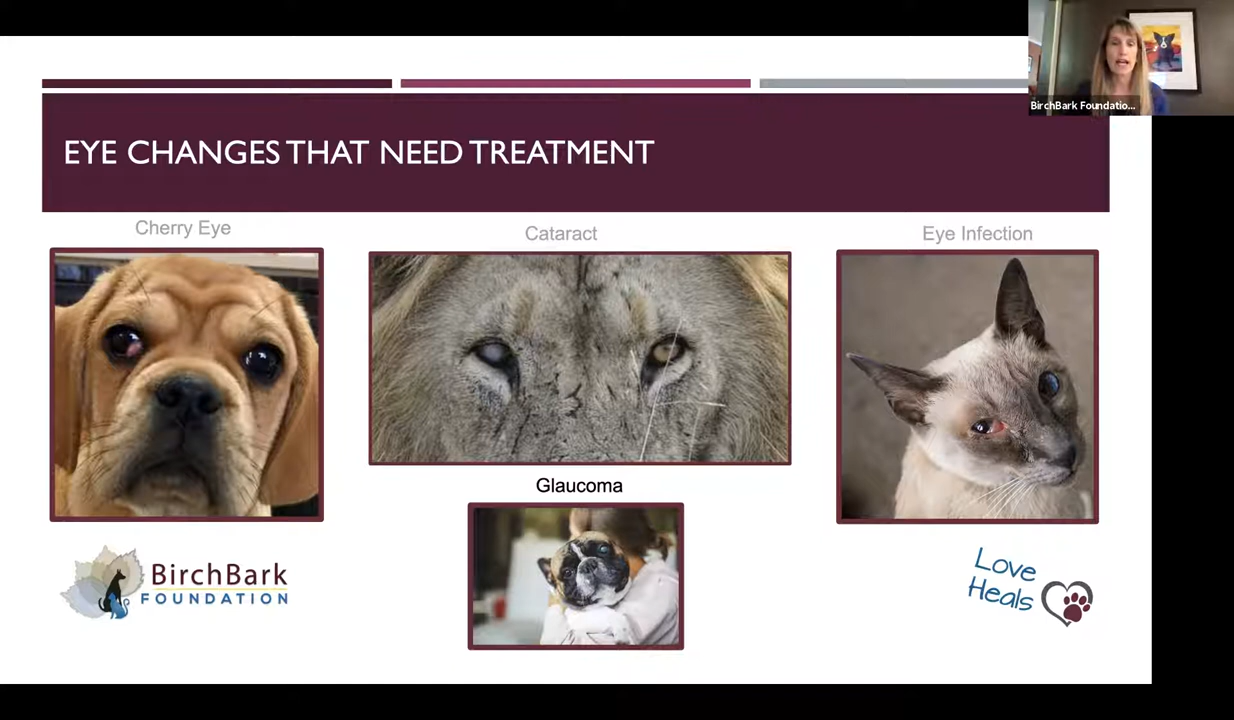 BirchBark Foundatio...
EYE CHANGES THAT NEED TREATMENT
Cherry Eye
Cataract
Eye Infection
Glaucoma
BirchBark
FOUNDATION
Love
Heals